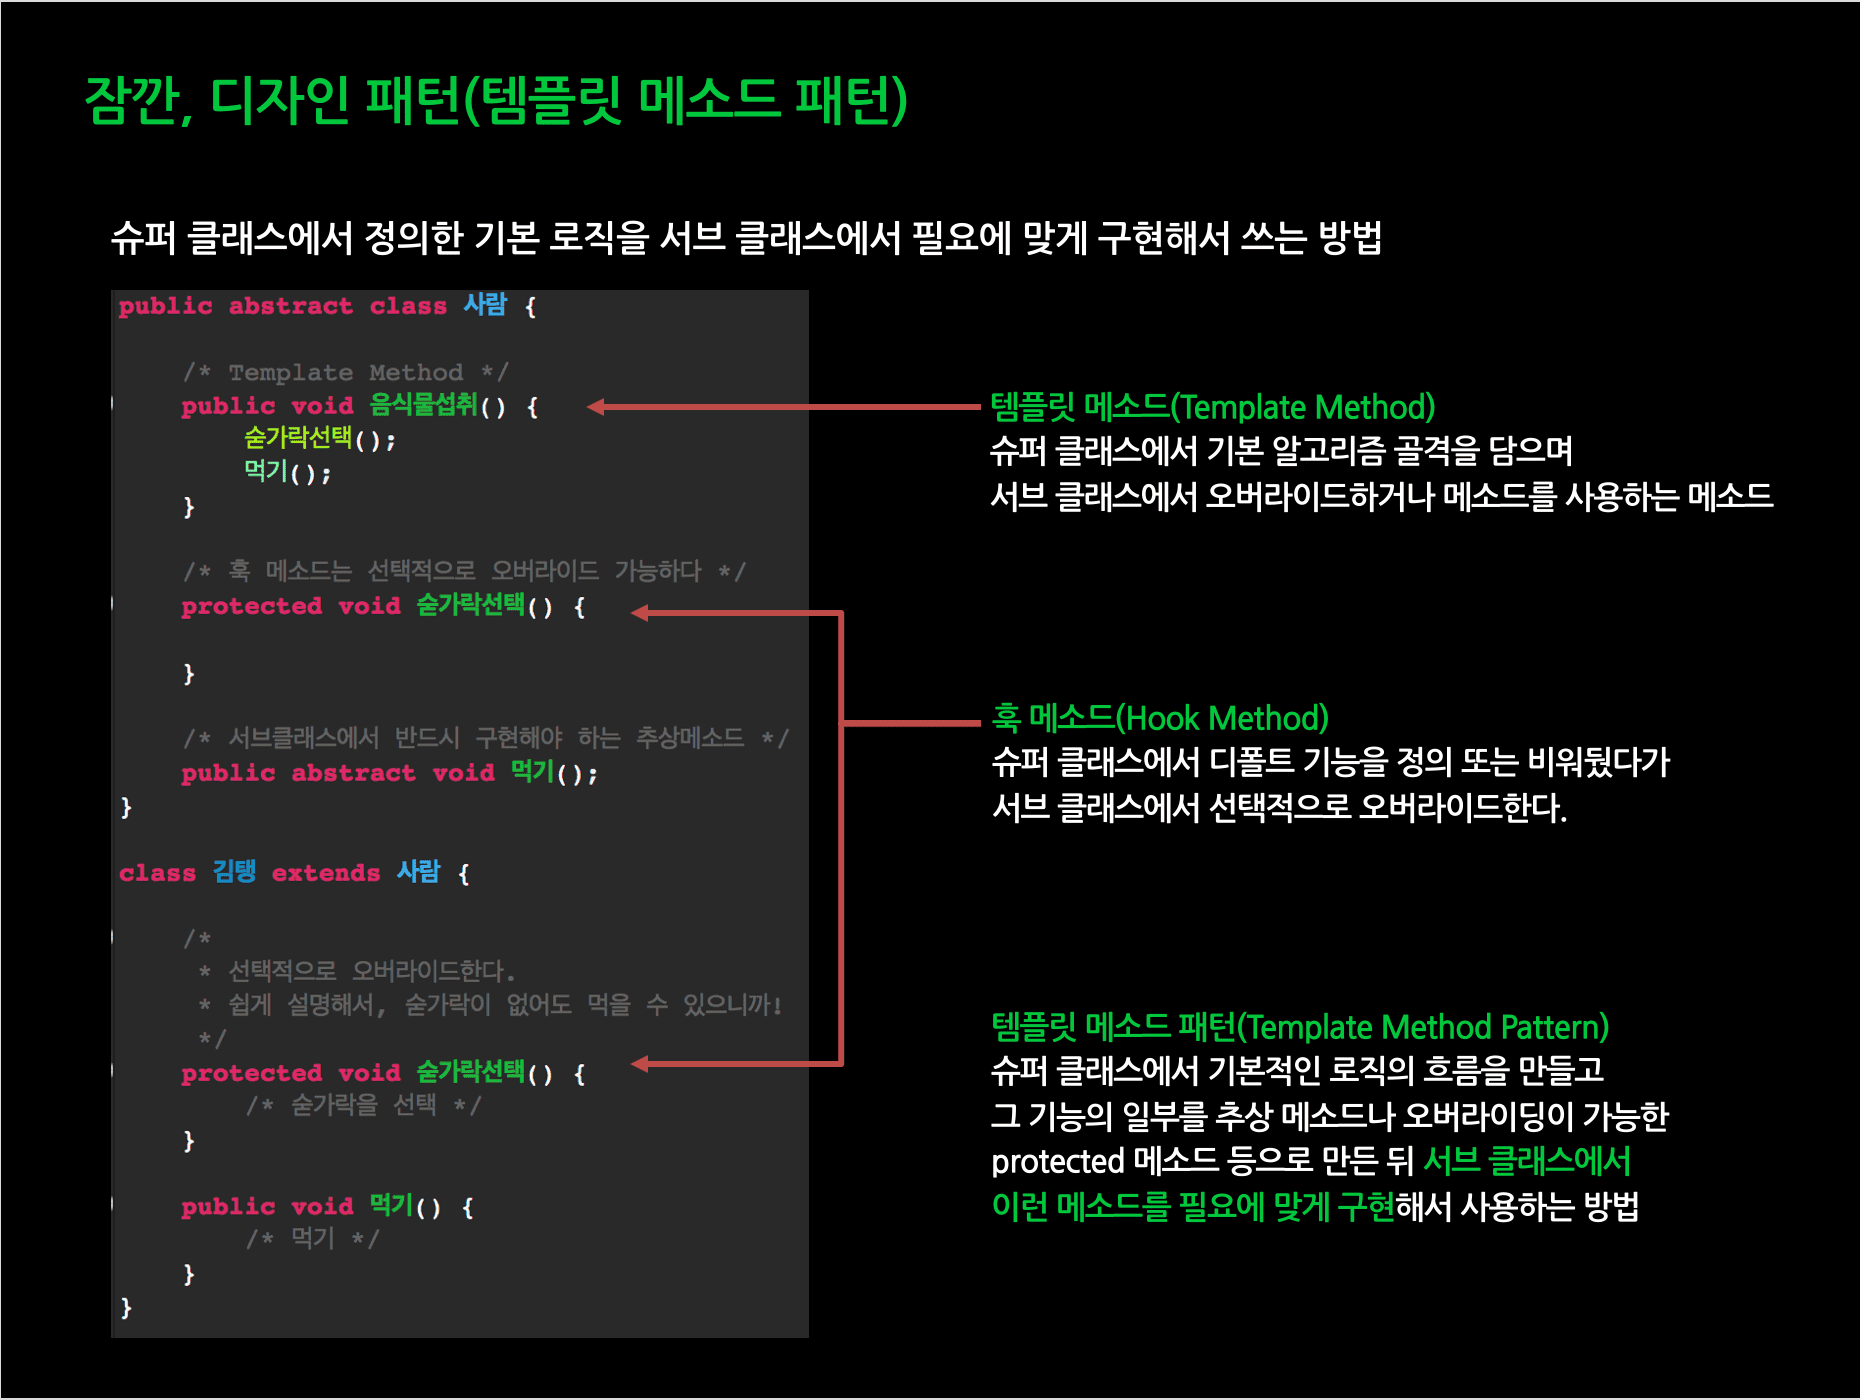 잠깐, 디자인 패턴(템플릿 메소드 패턴)
슈퍼 클래스에서 정의한 기본 로직을 서브 클래스에서 필요에 맞게 구현해서 쓰는 방법
public abstract class 사람 {
/* Template Method */
public void 음식물섭취() {
숟가락선택();
먹기();
}
/* 훅 메소드는 선택적으로 오버라이드 가능하다 */
protected void 숟가락선택() {
}
/* 서브클래스에서 반드시 구현해야 하는 추상메소드 */
public abstract void 먹기();
}
class 김탱 extends 사람 {
/*
* 선택적으로 오버라이드한다.
* 쉽게 설명해서, 숟가락이 없어도 먹을 수 있으니까!
*/
protected void 숟가락선택() {
/* 숟가락을 선택 */
}
public void 먹기() {
/* 먹기 */
}
}
템플릿 메소드(Template Method)
슈퍼 클래스에서 기본 알고리즘 골격을 담으며
서브 클래스에서 오버라이드하거나 메소드를 사용하는 메소드
훅 메소드(Hook Method)
슈퍼 클래스에서 디폴트 기능을 정의 또는 비워뒀다가
서브 클래스에서 선택적으로 오버라이드한다.
템플릿 메소드 패턴(Template Method Pattern)
슈퍼 클래스에서 기본적인 로직의 흐름을 만들고
그 기능의 일부를 추상 메소드나 오버라이딩이 가능한
protected 메소드 등으로 만든 뒤 서브 클래스에서
이런 메소드를 필요에 맞게 구현해서 사용하는 방법